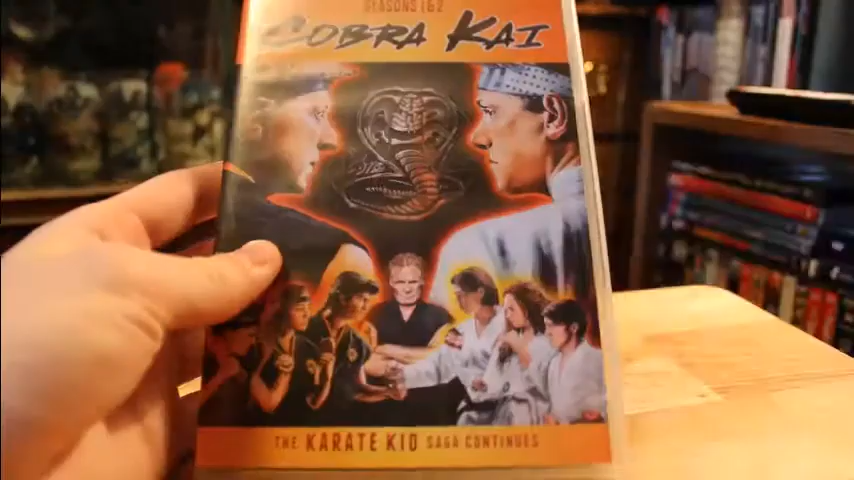 SEASONS 1&2
COBRA KAI
THE KARATE KID SAGA CONTINUES